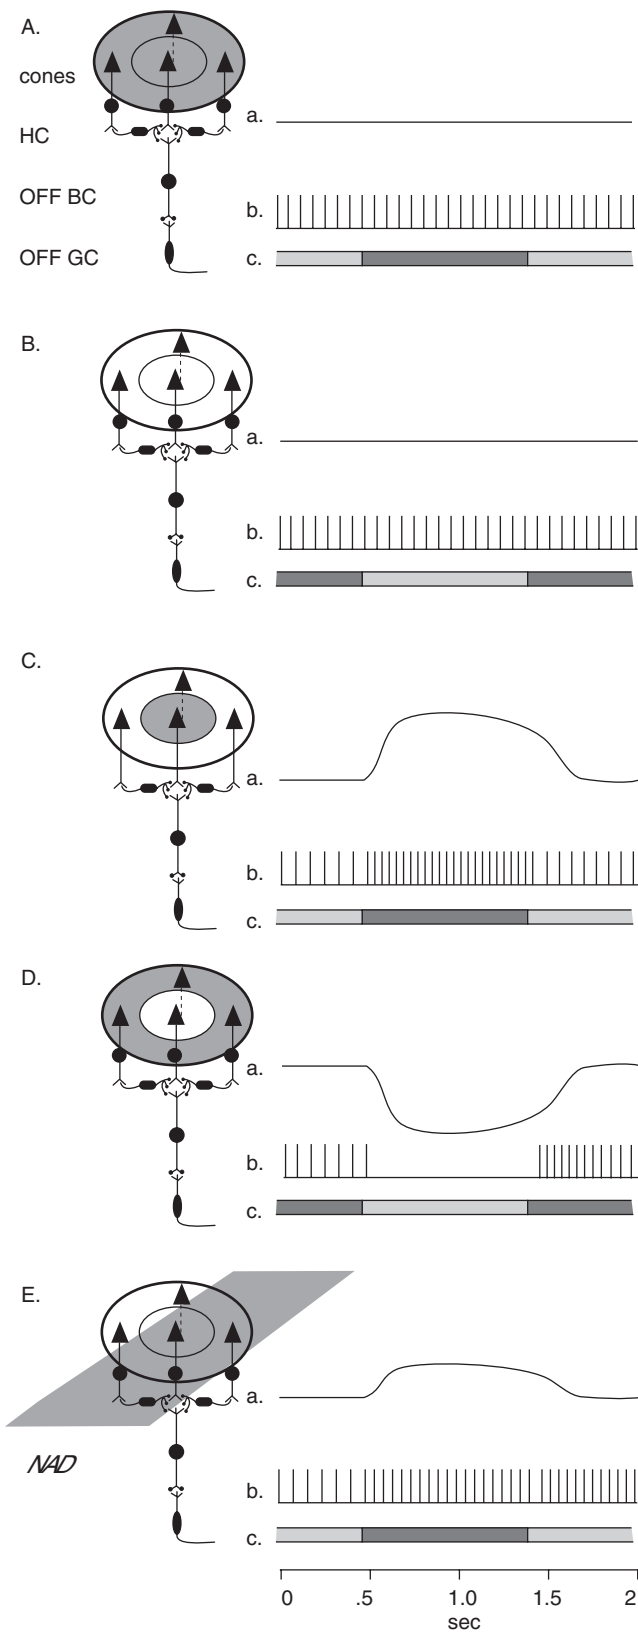 A.
cones
HC
OFF BC
OFF GC
a.
b.
c.
B.
a.
b.
c.
C.
a.
b.
c.
D.
a.
b.
c.
E.
NAD
a.
b.
c.
0 .5 1.0 1.5 2
sec